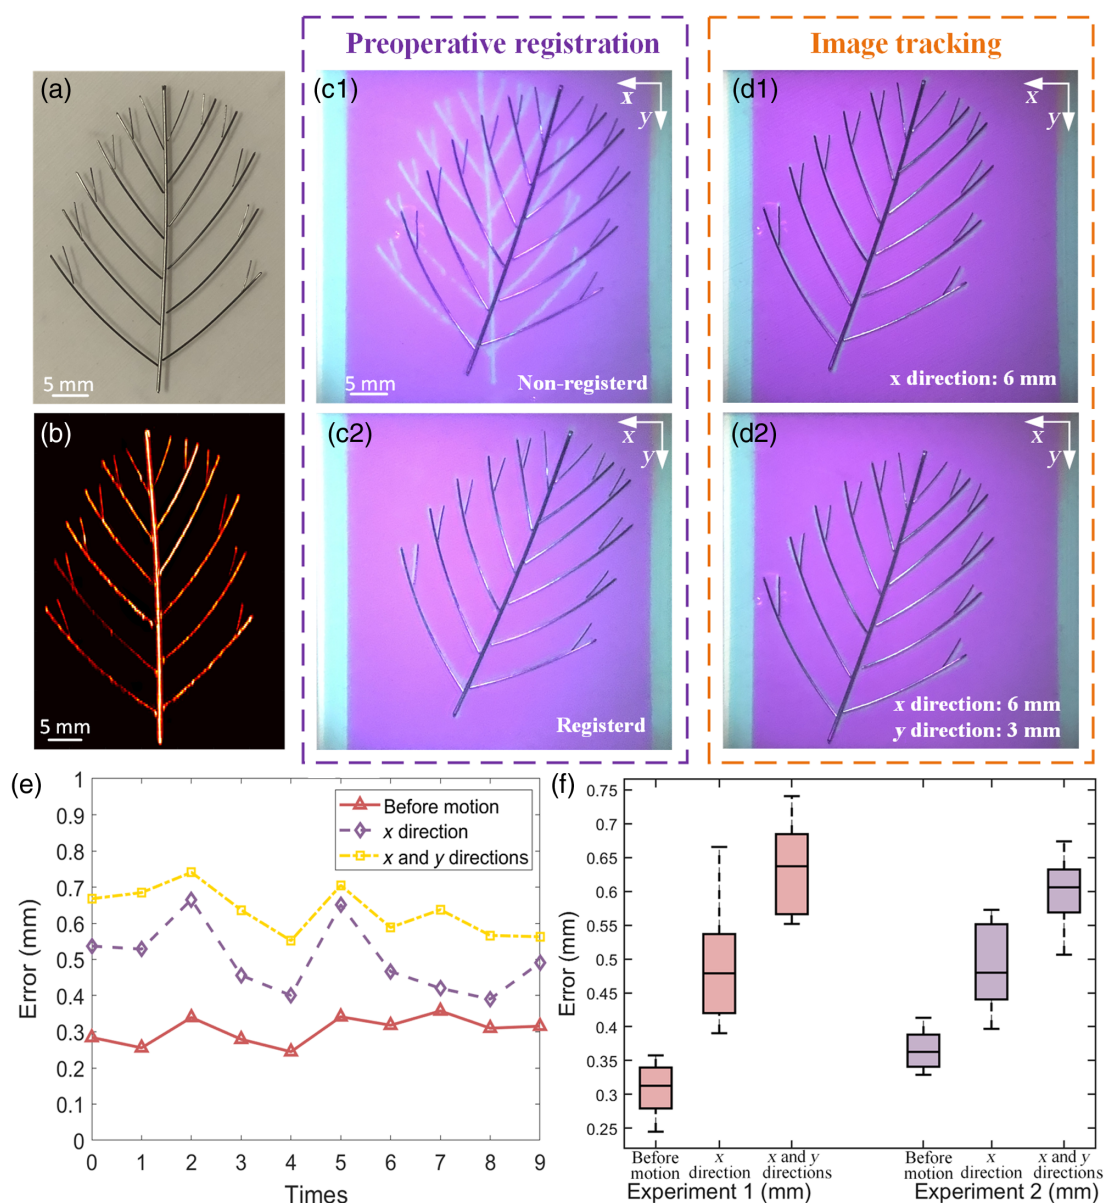 Preoperative registration
Image tracking
(a)
5 mm
(c1)
x
y
5 mm
Non-registerd
(d1)
x
y
x direction: 6 mm
(b)
5 mm
(c2)
x
y
Registerd
(d2)
x
y
x direction: 6 mm
y direction: 3 mm
(e)
1
0.9
0.8
0.7
0.6
0.5
0.4
0.3
0.2
0.1
0
Error (mm)
Before motion
x direction
x and y directions
0 1 2 3 4 5 6 7 8 9
Times
(f)
0.75
0.7
0.65
0.6
0.55
0.5
0.45
0.4
0.35
0.3
0.25
Error (mm)
Before motion
x direction
x and y directions
Before motion
x direction
x and y directions
Experiment 1 (mm)
Experiment 2 (mm)